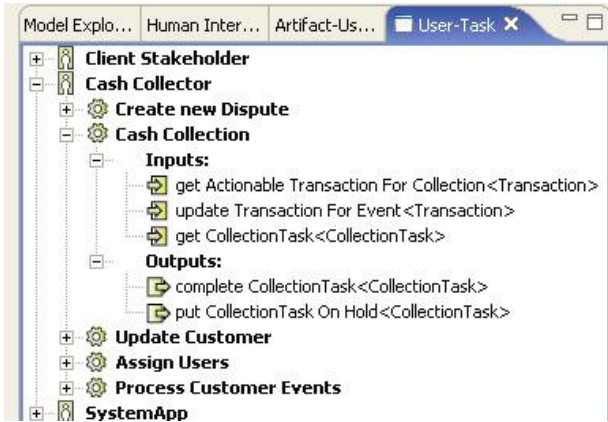 Model Explo... Human Inter... Artifact-Us... User-Task
Client Stakeholder
Cash Collector
Create new Dispute
Cash Collection
Inputs:
get Actionable Transaction For Collection<Transaction>
update Transaction For Event<Transaction>
get CollectionTask<CollectionTask>
Outputs:
complete CollectionTask<CollectionTask>
put CollectionTask On Hold<CollectionTask>
Update Customer
Assign Users
Process Customer Events
SystemApp